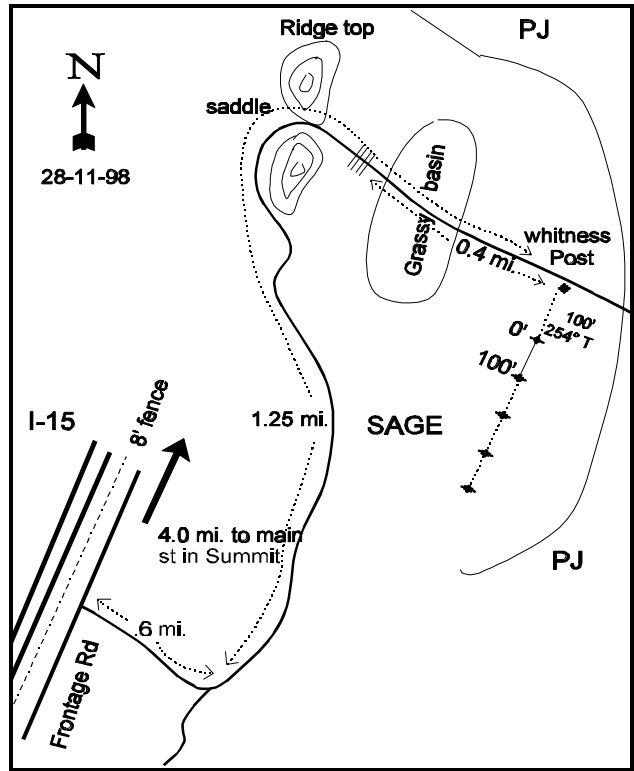 Ridge top
PJ
N
saddle
28-11-98
Grassy basin
whitness
Post
0.4 mi.
100'
254° T
0'
100'
I-15
8' fence
1.25 mi.
SAGE
4.0 mi. to main
st in Summit
PJ
.6 mi.
Frontage Rd